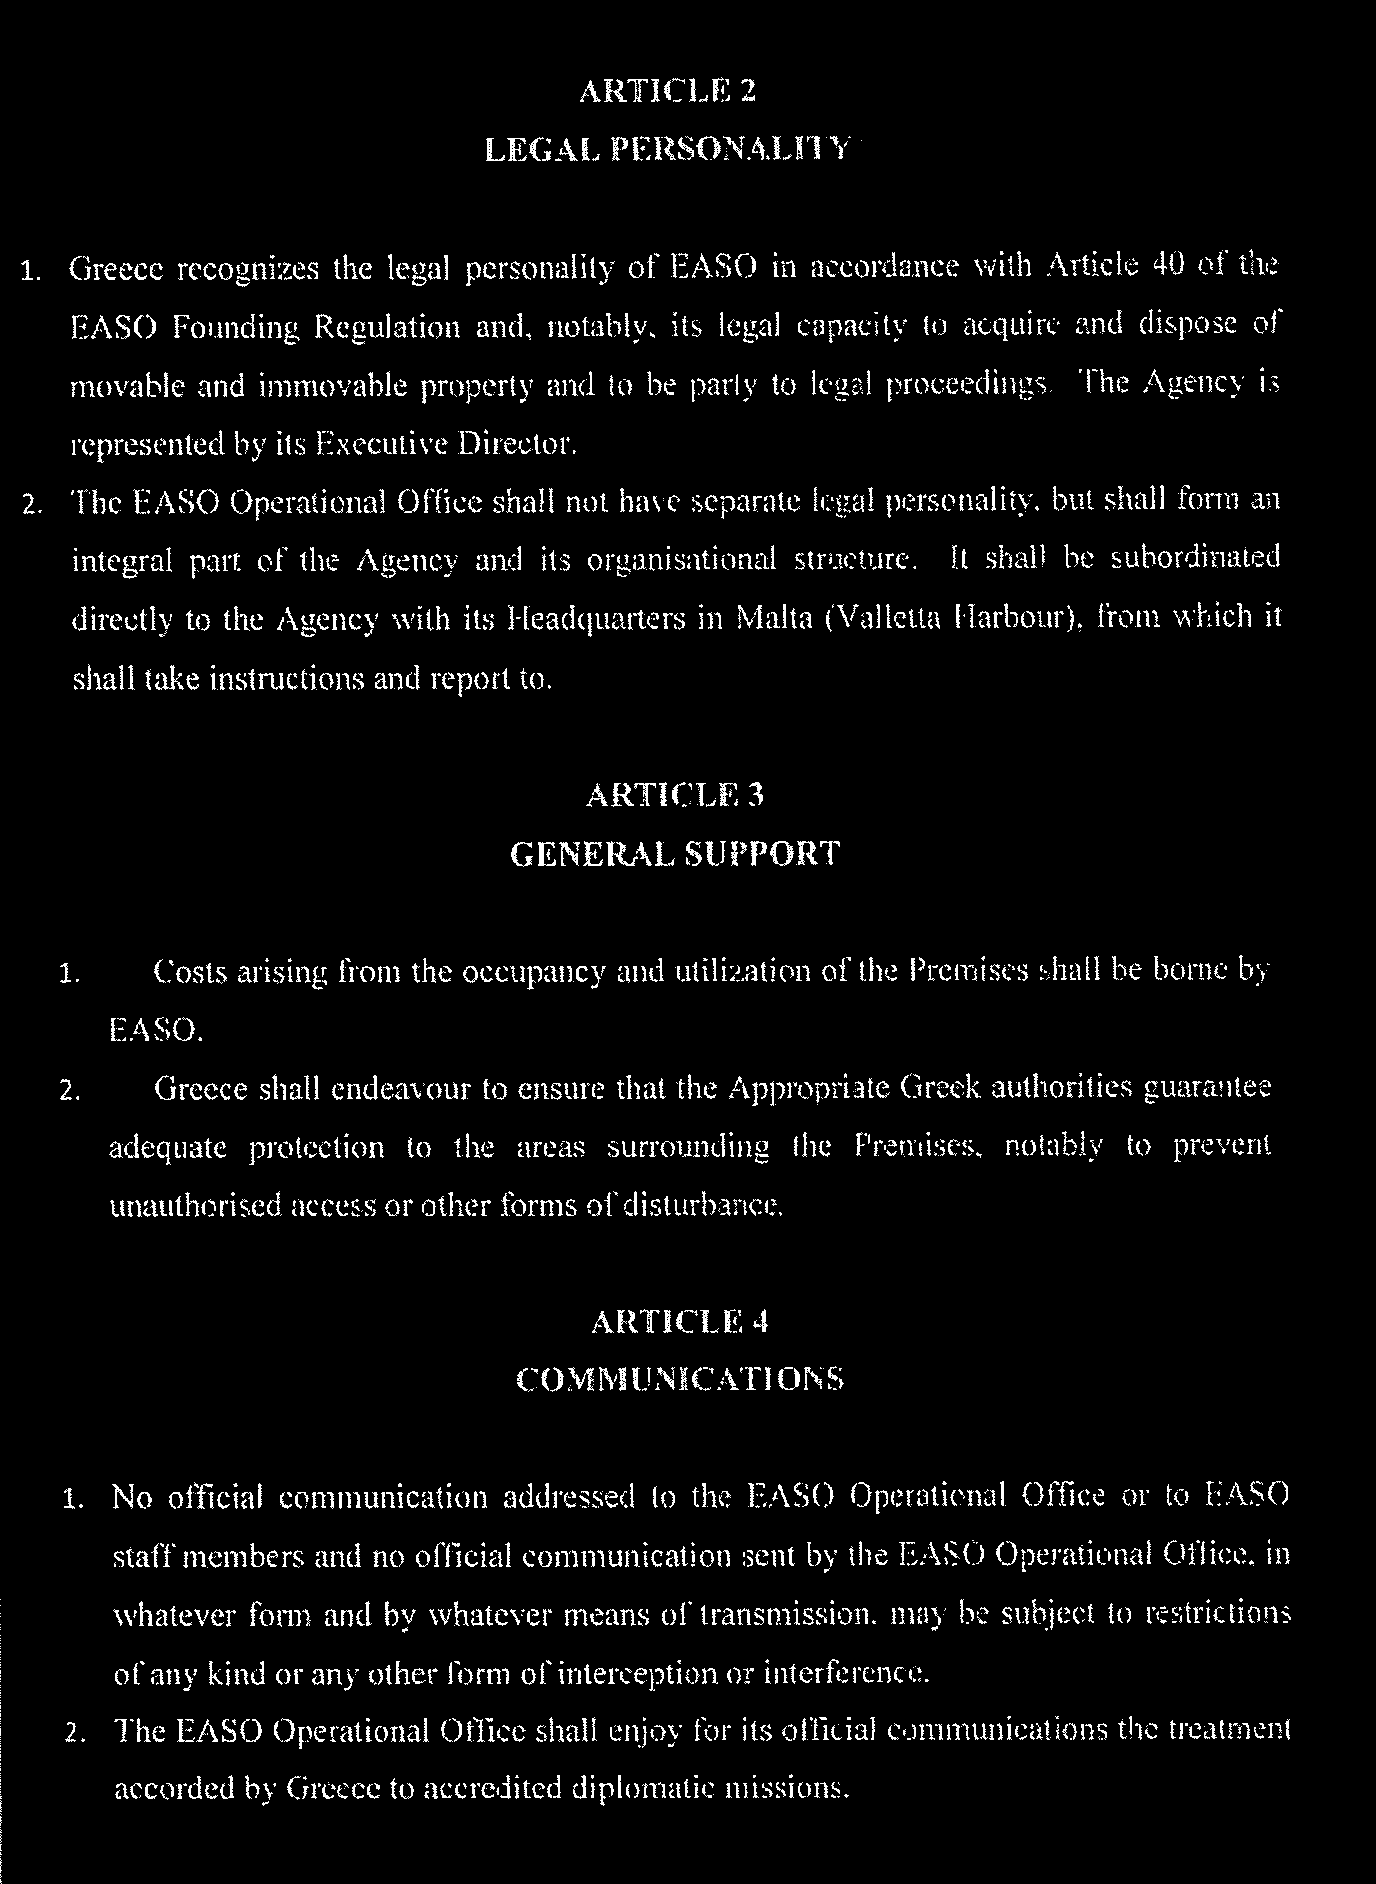 ARTICLE 2
LEGAL PERSONALITY
1. Greece recognizes the legal personality of EASO in accordance with Article 40 of the
EASO Founding Regulation and, notably, its legal capacity to acquire and dispose of
movable and immovable property and to be party to legal proceedings. The Agency is
represented by its Executive Director.
2. The EASO Operational Office shall not have separate legal personality, but shall form an
integral part of the Agency and its organisational structure. It shall be subordinated
directly to the Agency with its Headquarters in Malta (Valletta Harbour), from which it
shall take instructions and report to.
ARTICLE 3
GENERAL SUPPORT
1. Costs arising from the occupancy and utilization of the Premises shall be borne by
EASO.
2. Greece shall endeavour to ensure that the Appropriate Greek authorities guarantee
adequate protection to the areas surrounding the Premises, notably to prevent
unauthorised access or other forms of disturbance.
ARTICLE 4
COMMUNICATIONS
1. No official communication addressed to the EASO Operational Office or to EASO
staff members and no official communication sent by the EASO Operational Office, in
whatever form and by whatever means of transmission, may be subject to restrictions
of any kind or any other form of interception or interference.
2. The EASO Operational Office shall enjoy for its official communications the treatment
accorded by Greece to accredited diplomatic missions.